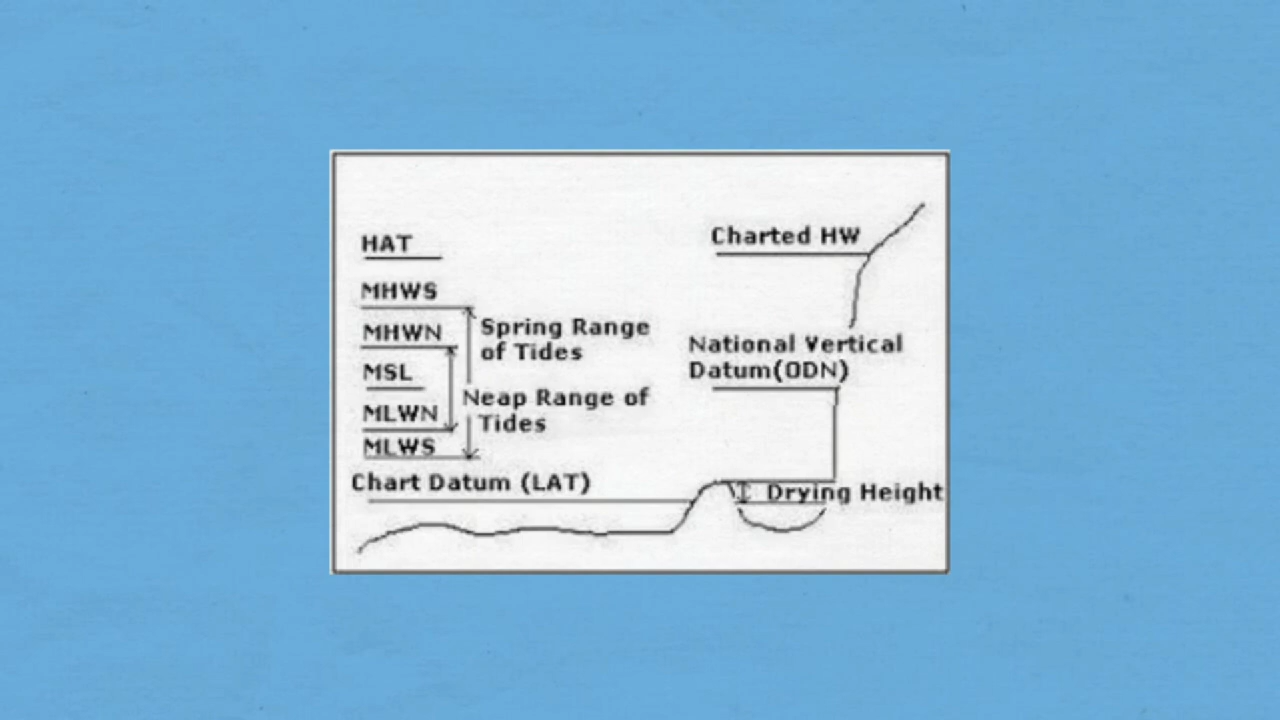 HAT
MHWS
MHWN
MSL
MLWN
MLWS
Chart Datum (LAT)
Spring Range
of Tides
Neap Range of
Tides
Charted HW
National Vertical
Datum(ODN)
Drying Height